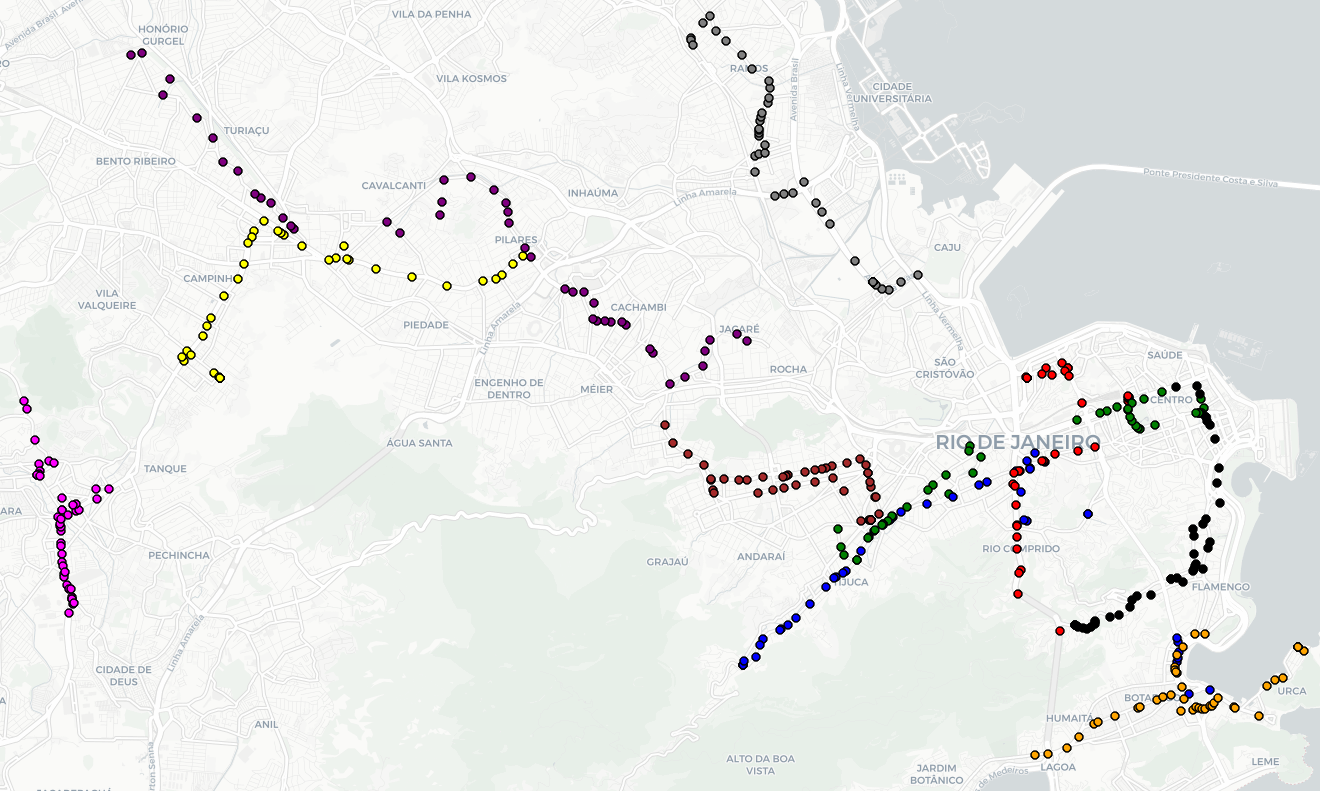 VILA DA PENHA
Avenida Brasil
HONÓRIO
GURGEL
RAMOS
VILA KOSMOS
Avenida Brasil
Linha Vermelha
CIDADE
UNIVERSITÁRIA
TURIAÇU
BENTO RIBEIRO
CAVALCANTI
INHAÚMA
Linha Amarela
Ponte Presidente Costa e Silva
PILARES
CAJU
CAMPINHO
VILA
VALQUEIRE
CACHAMBI
Linha Vermelha
PIEDADE
Linha Amarela
JACARÉ
SAÚDE
ROCHA
SÃO
CRISTÓVÃO
ENGENHO DE
DENTRO
MÉIER
CENTRO
ÁGUA SANTA
RIO DE JANEIRO
TANQUE
ARA
PECHINCHA
GRAJAÚ
ANDARAÍ
RIO COMPRIDO
TIJUCA
FLAMENGO
Linha Amarela
CIDADE DE
DEUS
URCA
HUMAITÁ
ANIL
ALTO DA BOA
VISTA
JARDIM
BOTÂNICO
LAGOA
LEME